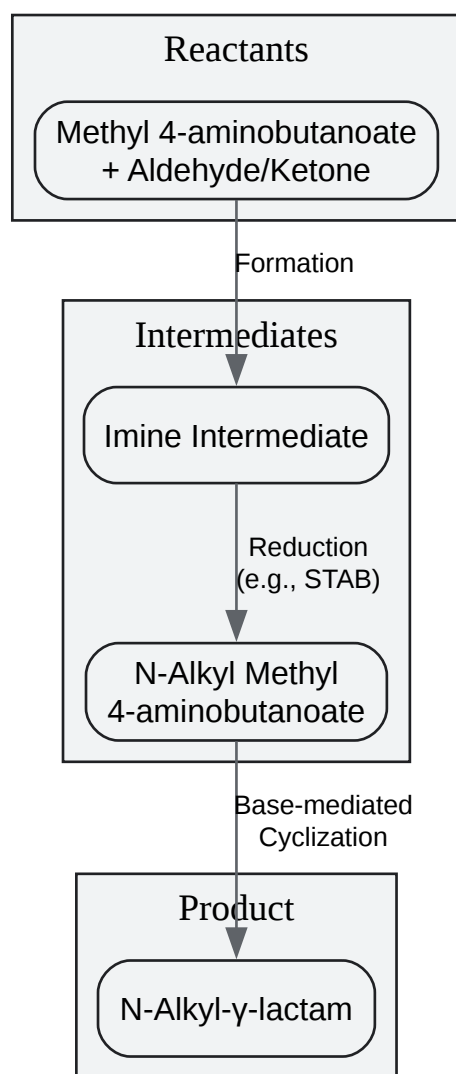 Reactants
Methyl 4-aminobutanoate
+ Aldehyde/Ketone
Formation
Intermediates
Imine Intermediate
Reduction
(e.g., STAB)
N-Alkyl Methyl
4-aminobutanoate
Base-mediated
Cyclization
Product
N-Alkyl-γ-lactam